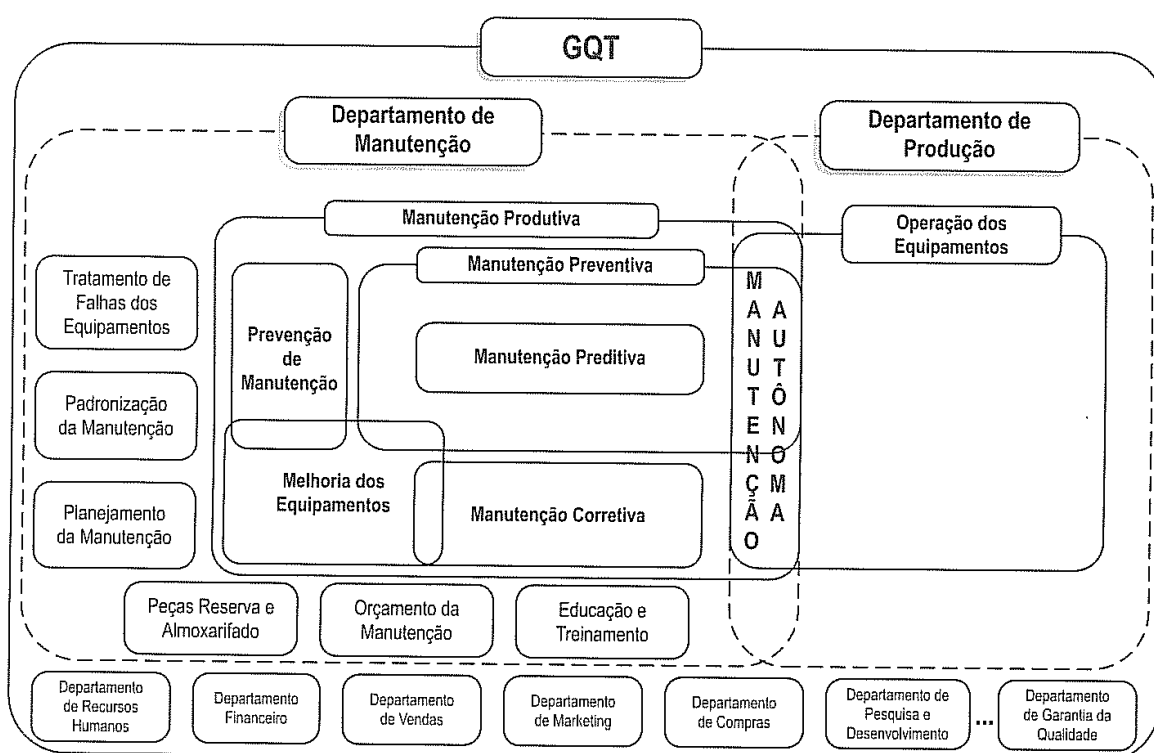 GQT
Departamento de
Manutenção
Departamento de
Produção
Manutenção Produtiva
Operação dos
Equipamentos
Manutenção Preventiva
Tratamento de
Falhas dos
Equipamentos
Prevenção
de
Manutenção
Manutenção Preditiva
MANUTENÇÃO
AUTÔNOMA
Padronização
da Manutenção
Melhoria dos
Equipamentos
Manutenção Corretiva
Planejamento
da Manutenção
Peças Reserva e
Almoxarifado
Orçamento da
Manutenção
Educação e
Treinamento
Departamento
de Recursos
Humanos
Departamento
Financeiro
Departamento
de Vendas
Departamento
de Marketing
Departamento
de Compras
Departamento de
Pesquisa e
Desenvolvimento
...
Departamento
de Garantia da
Qualidade